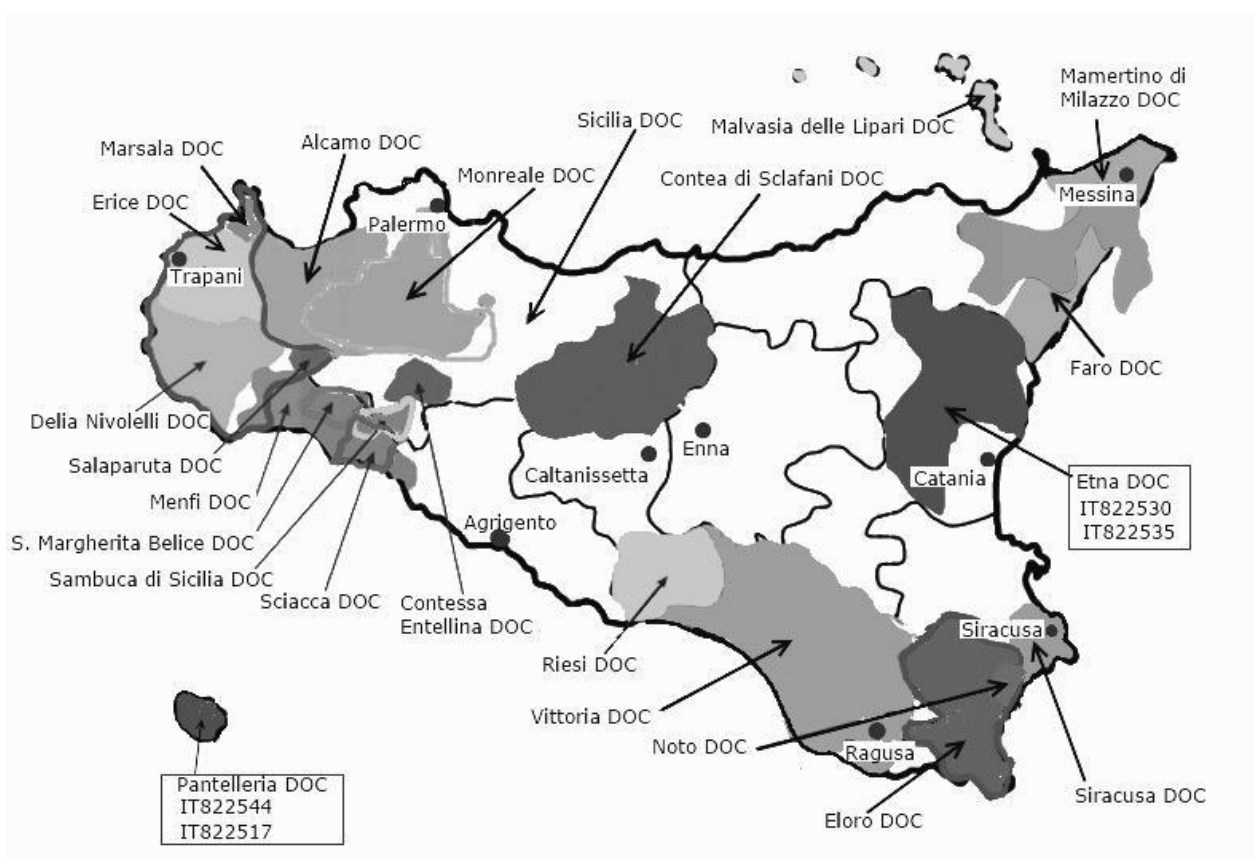 Mamertino di
Milazzo DOC
Sicilia DOC
Malvasia delle Lipari DOC
Marsala DOC
Alcamo DOC
Monreale DOC
Contea di Sclafani DOC
Erice DOC
Messina
Palermo
Trapani
Faro DOC
Delia Nivolelli DOC
Enna
Salaparuta DOC
Caltanissetta
Catania
Etna DOC
IT822530
IT822535
Menfi DOC
Agrigento
S. Margherita Belice DOC
Sambuca di Sicilia DOC
Sciacca DOC
Contessa
Entellina DOC
Siracusa
Riesi DOC
Vittoria DOC
Noto DOC
Ragusa
Pantelleria DOC
IT822544
IT822517
Siracusa DOC
Eloro DOC